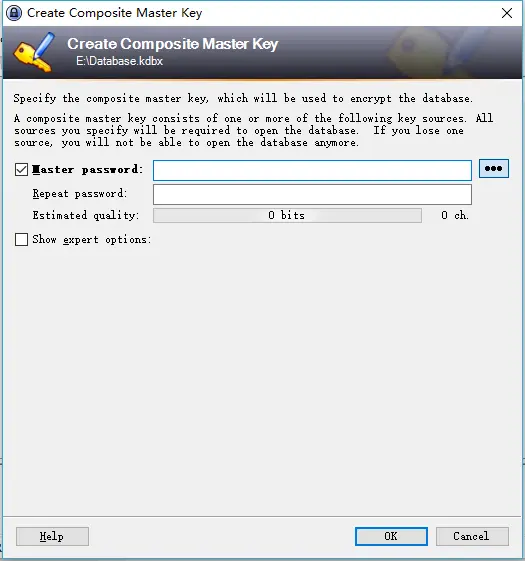 Create Composite Master Key
Create Composite Master Key
E:\Database.kdbx
Specify the composite master key, which will be used to encrypt the database.
A composite master key consists of one or more of the following key sources. All
sources you specify will be required to open the database. If you lose one
source, you will not be able to open the database anymore.
Master password:
Repeat password:
Estimated quality: 0 bits 0 ch.
Show expert options:
Help OK Cancel